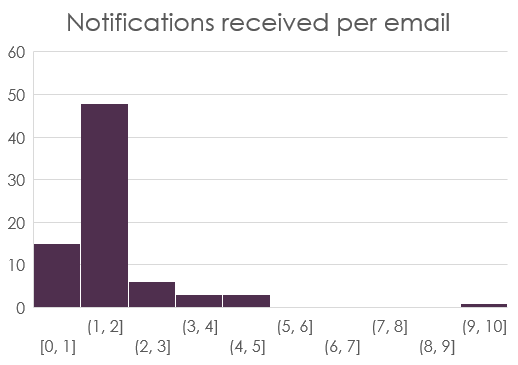 Notifications received per email
60
50
40
30
20
10
0
(1, 2] (3, 4] (5, 6] (7, 8] (9, 10]
[0, 1] (2, 3] (4, 5] (6, 7] (8, 9]